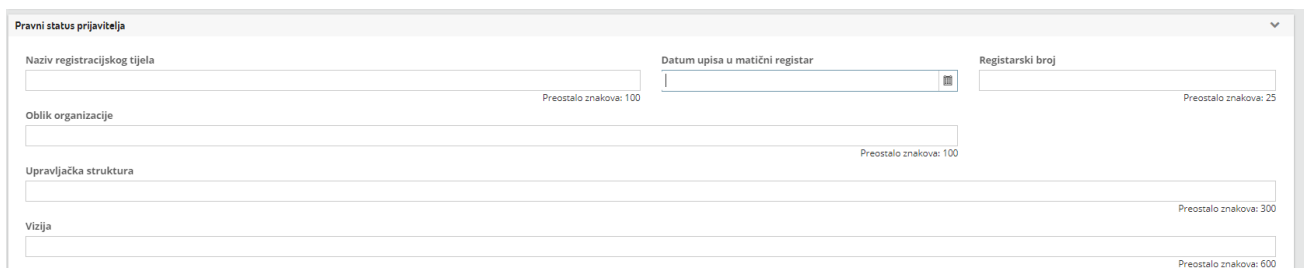 Pravni status prijavitelja
Naziv registracijskog tijela
Datum upisa u matični registar
Registarski broj
Preostalo znakova: 100
Preostalo znakova: 25
Oblik organizacije
Preostalo znakova: 100
Upravljačka struktura
Preostalo znakova: 300
Vizija
Preostalo znakova: 600